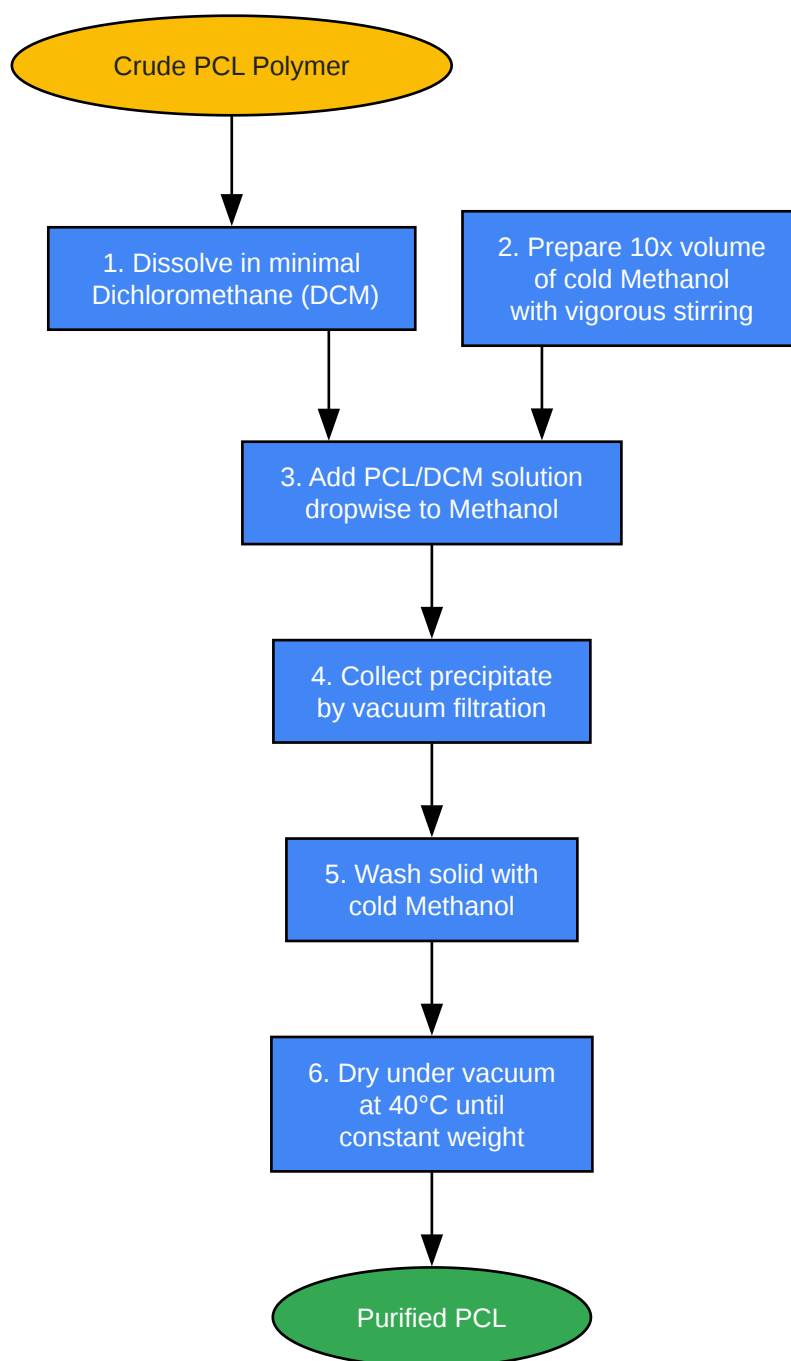 Crude PCL Polymer
1. Dissolve in minimal
Dichloromethane (DCM)
2. Prepare 10x volume
of cold Methanol
with vigorous stirring
3. Add PCL/DCM solution
dropwise to Methanol
4. Collect precipitate
by vacuum filtration
5. Wash solid with
cold Methanol
6. Dry under vacuum
at 40°C until
constant weight
Purified PCL